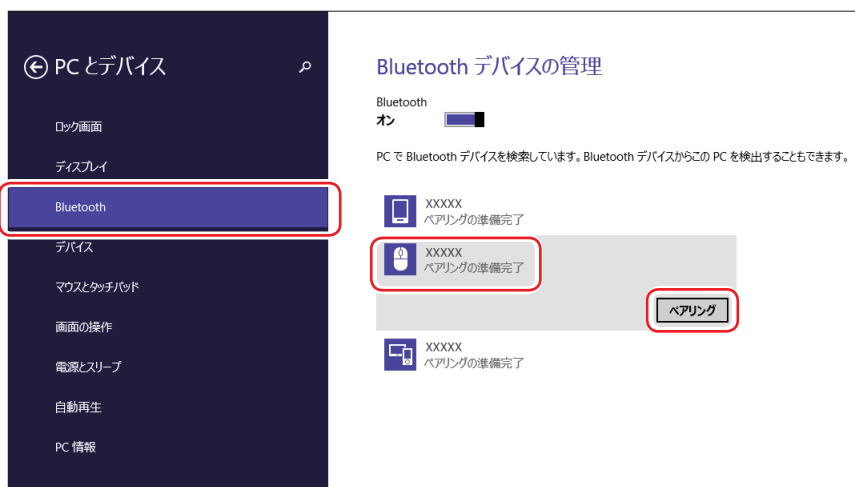 PC とデバイス
ロック画面
ディスプレイ
Bluetooth
デバイス
マウスとタッチパッド
画面の操作
電源とスリープ
自動再生
PC 情報
Bluetooth デバイスの管理
Bluetooth
オン
PC で Bluetooth デバイスを検索しています。Bluetooth デバイスからこの PC を検出することもできます。
XXXXX
ペアリングの準備完了
XXXXX
ペアリングの準備完了
ペアリング
XXXXX
ペアリングの準備完了